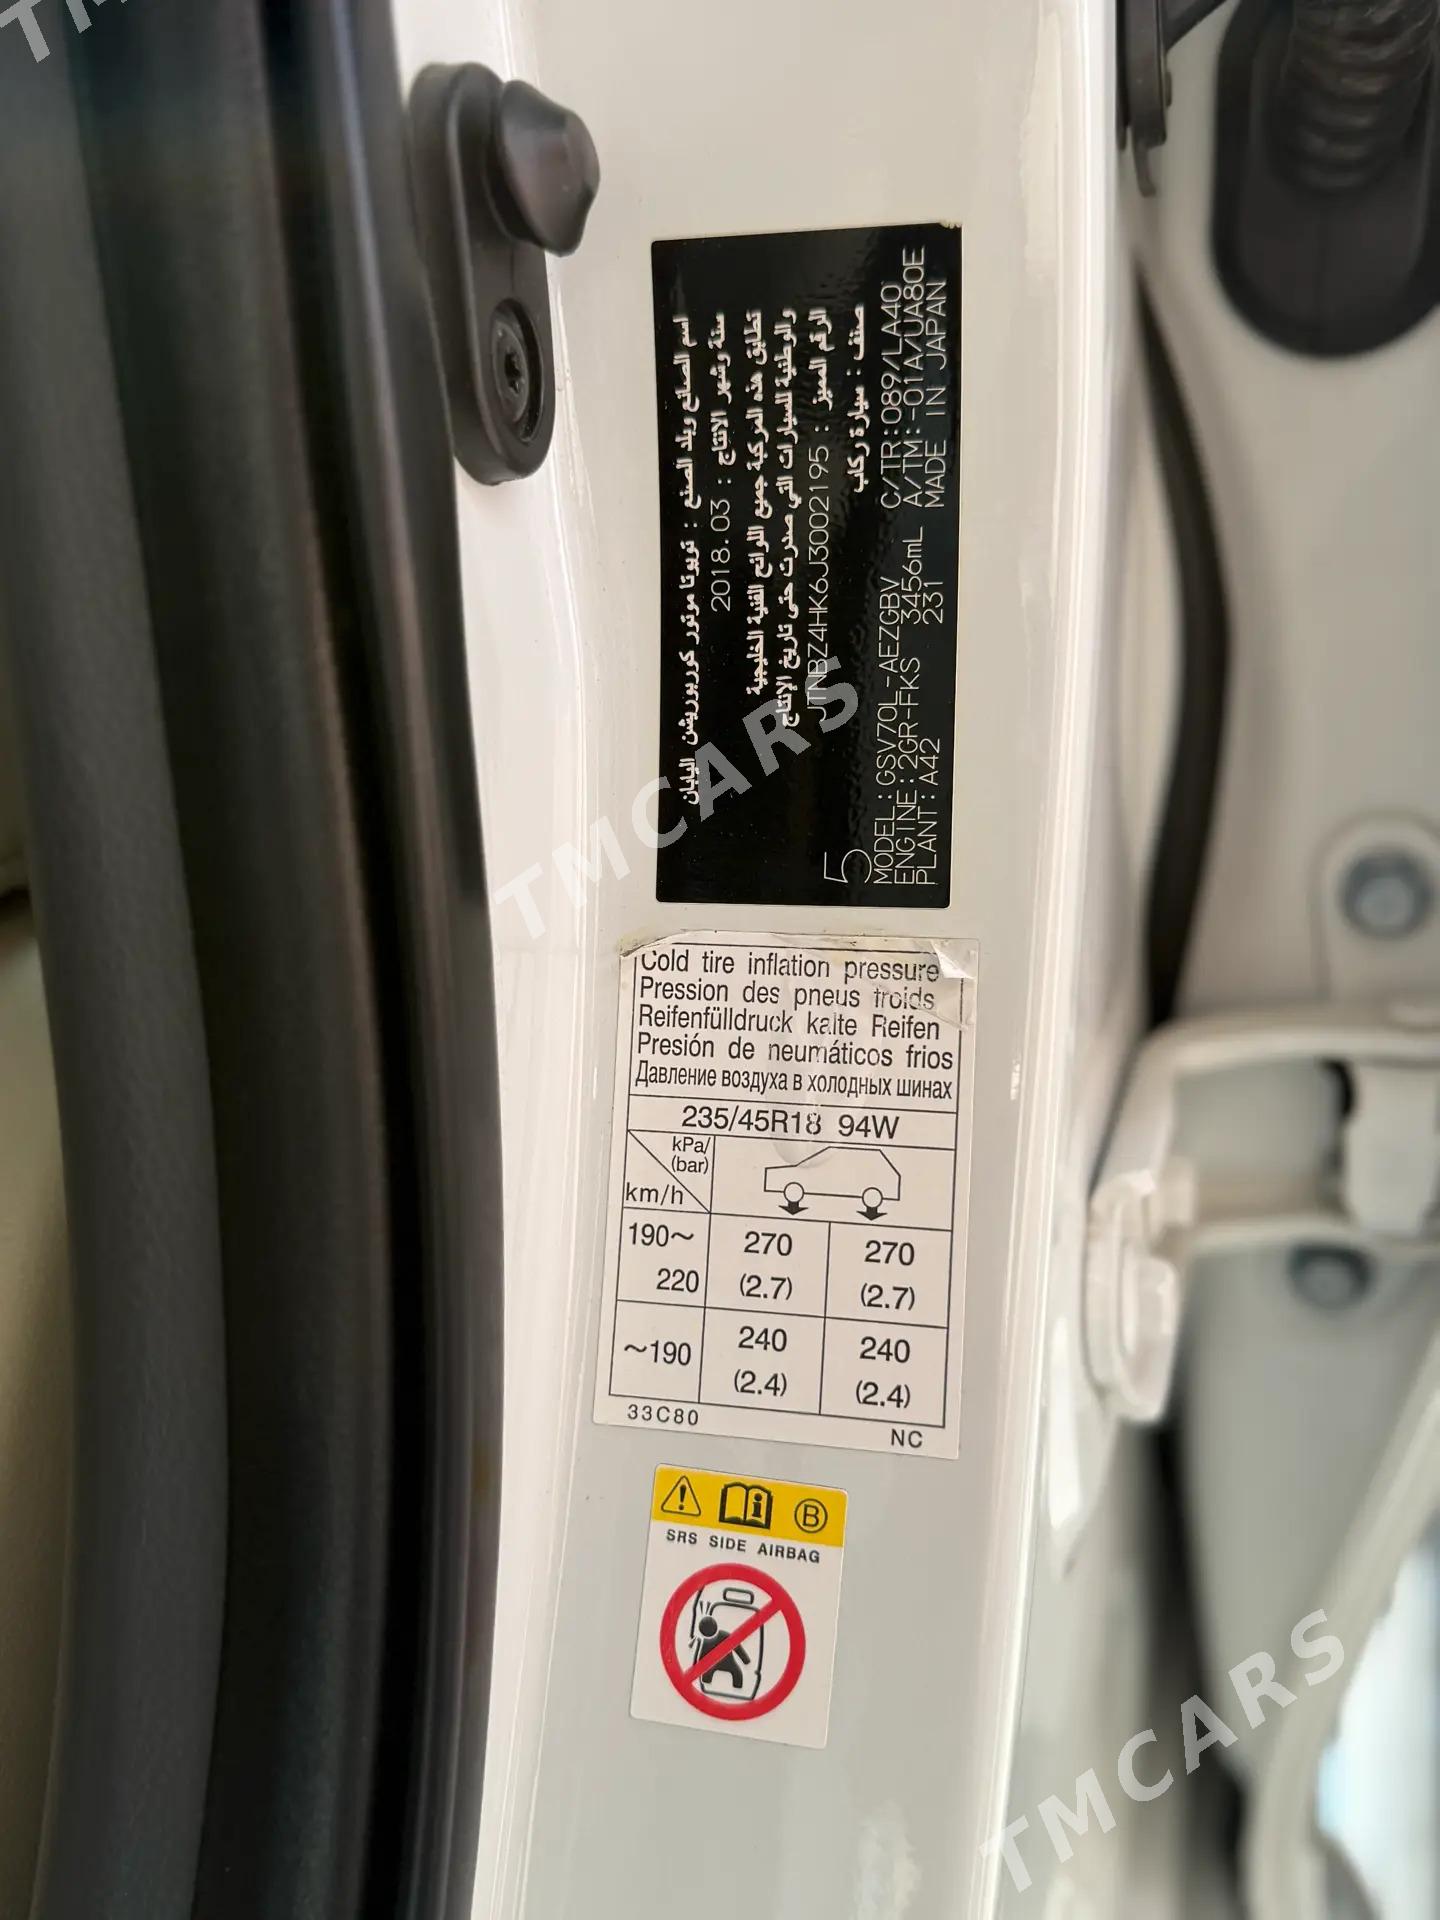 اسم الصانع وبلد الصنع : تويوتا موتور كوربوريشن اليابان
سنة وشهر الانتاج : 2018.03
تطابق هذه المركبة جميع اللوائح الفنية الخليجية
والوطنية للسيارات التي صدرت حتى تاريخ الإنتاج
الرقم المميز : JTNBZ4HK6J3002195
صنف : سيارة ركاب
5
MODEL:GSV70L-AEZGBV C/TR:089/LA40
ENGINE:2GR-FKS 3456mL A/TM:-01A/UA80E
PLANT:A42 231 MADE IN JAPAN
Cold tire inflation pressure
Pression des pneus froids
Reifenfülldruck kalte Reifen
Presión de neumáticos frios
Давление воздуха в холодных шинах
235/45R18 94W
kPa/
(bar)
km/h
190~
220
270
(2.7)
270
(2.7)
~190
240
(2.4)
240
(2.4)
33C80
NC
B
SRS SIDE AIRBAG
TMCARS
TMCARS